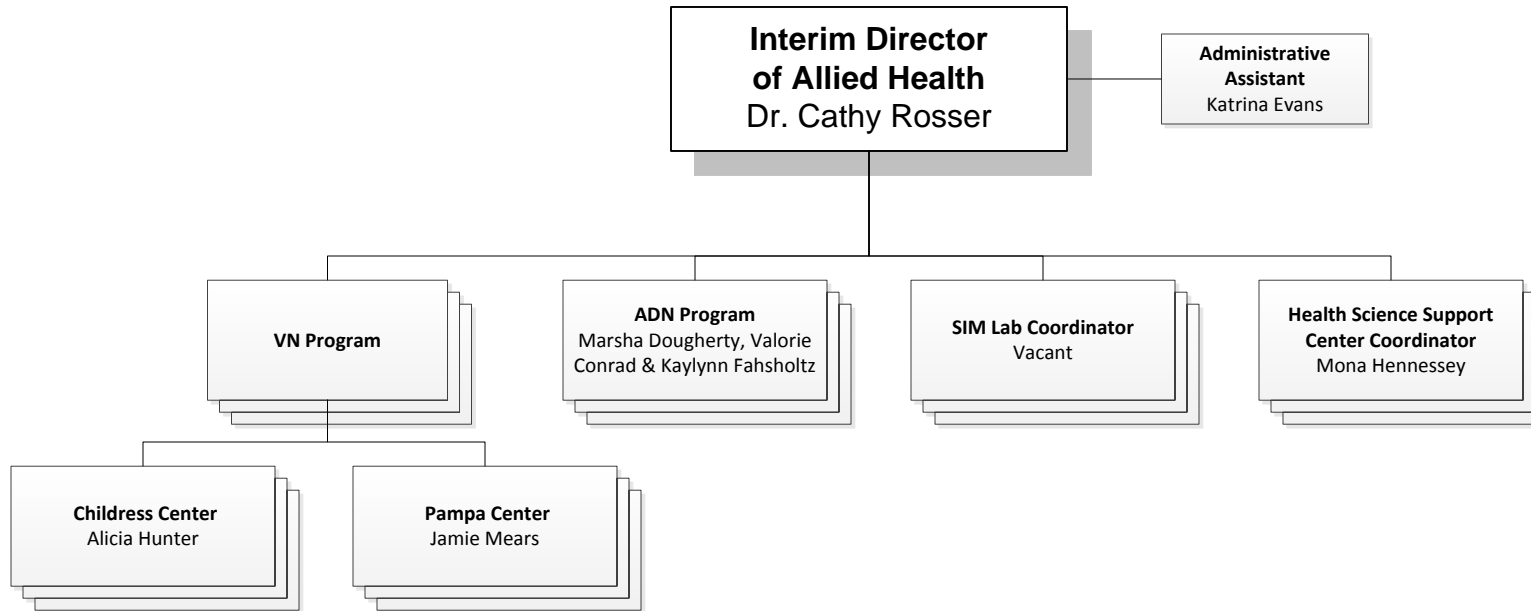 Interim Director
of Allied Health
Dr. Cathy Rosser
Administrative
Assistant
Katrina Evans
VN Program
ADN Program
Marsha Dougherty, Valorie
Conrad & Kaylynn Fahsholtz
SIM Lab Coordinator
Vacant
Health Science Support
Center Coordinator
Mona Hennessey
Childress Center
Alicia Hunter
Pampa Center
Jamie Mears